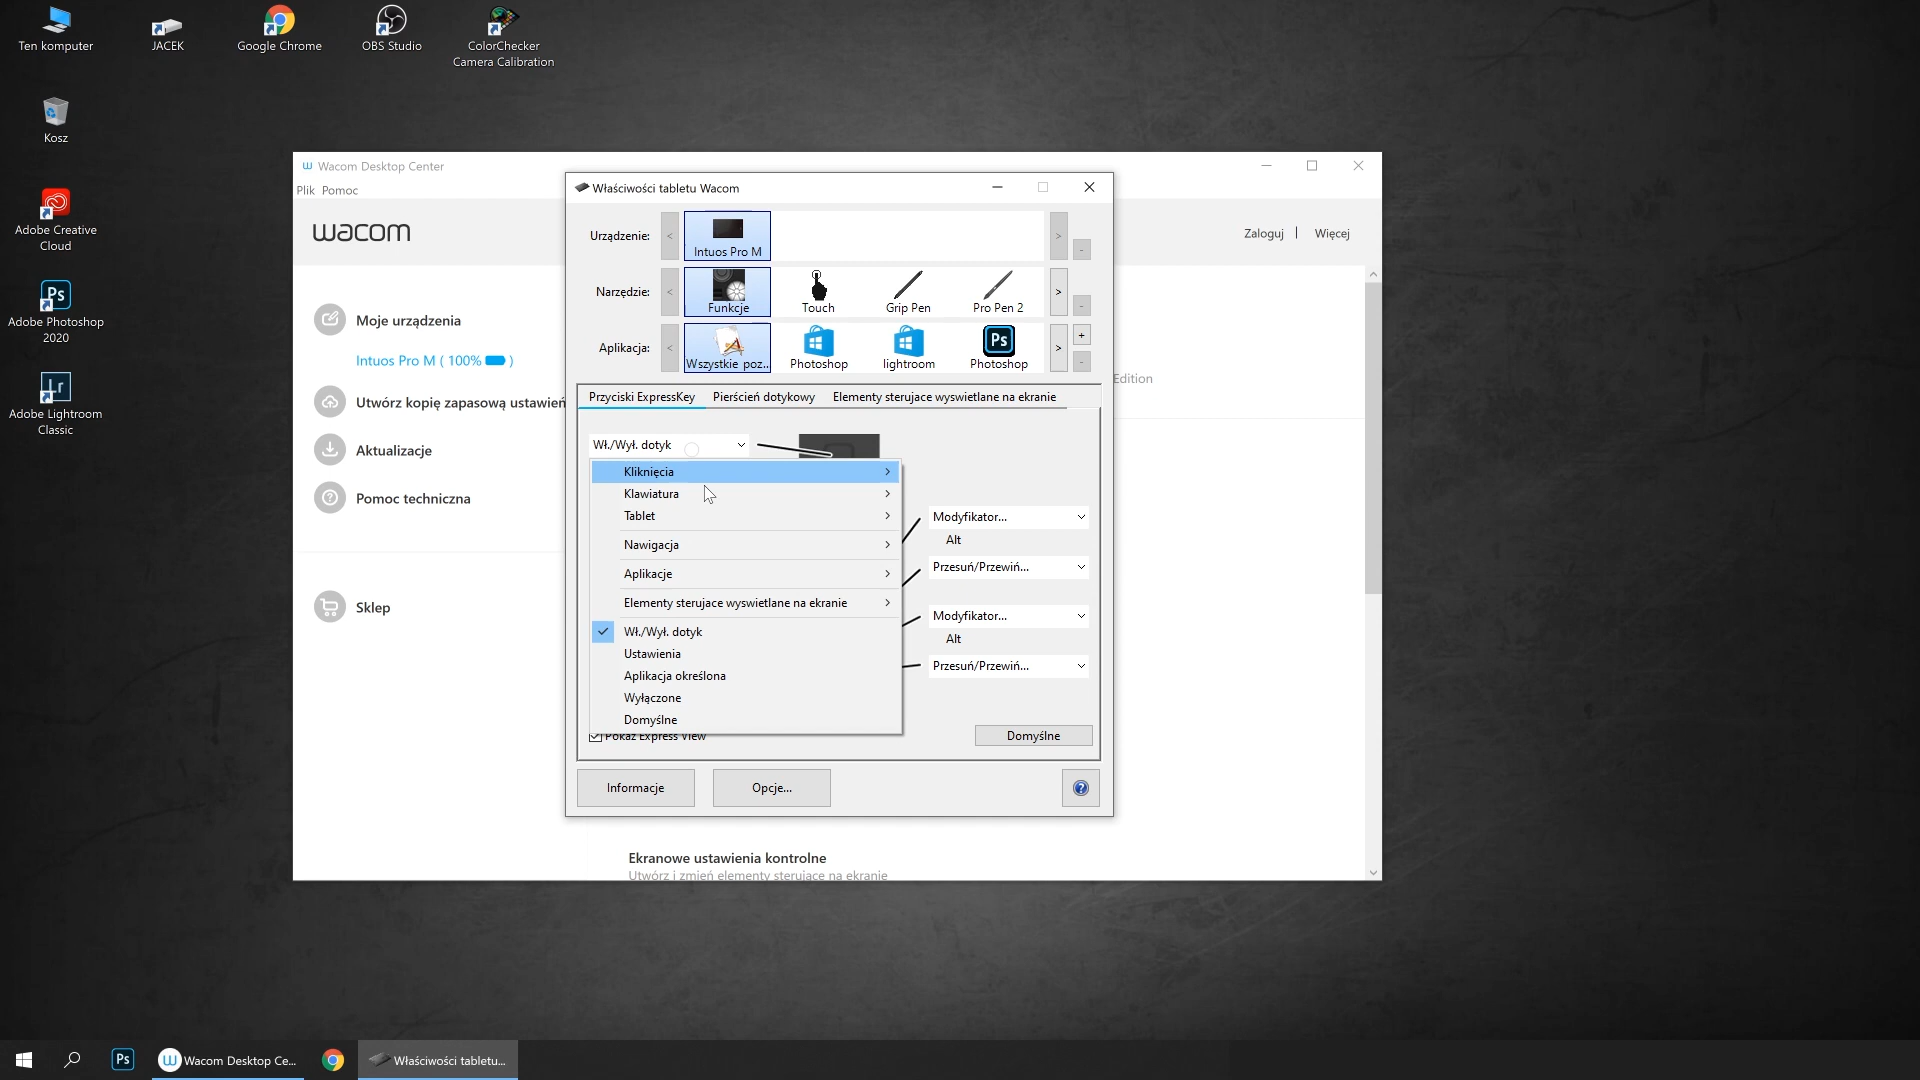 Ten komputer
JACEK
Google Chrome
OBS Studio
ColorChecker
Camera Calibration
Kosz
Adobe Creative
Cloud
Adobe Photoshop
2020
Adobe Lightroom
Classic
Wacom Desktop Center
Plik Pomoc
wacom
Zaloguj | Więcej
Moje urządzenia
Intuos Pro M ( 100% )
Utwórz kopię zapasową ustawień
Aktualizacje
Pomoc techniczna
Sklep
Edition
Ekranowe ustawienia kontrolne
Utwórz i zmień elementy sterujące na ekranie
Właściwości tabletu Wacom
Urządzenie:
<
Intuos Pro M
>
-
Narzędzie:
<
Funkcje
Touch
Grip Pen
Pro Pen 2
>
-
Aplikacja:
<
Wszystkie poz..
Photoshop
lightroom
Ps
Photoshop
>
+
-
Przyciski ExpressKey
Pierścień dotykowy
Elementy sterujace wyswietlane na ekranie
Wł./Wył. dotyk
Kliknięcia
Klawiatura
Tablet
Nawigacja
Aplikacje
Elementy sterujace wyswietlane na ekranie
Wł./Wył. dotyk
Ustawienia
Aplikacja określona
Wyłączone
Domyślne
Modyfikator...
Alt
Przesuń/Przewiń...
Modyfikator...
Alt
Przesuń/Przewiń...
Pokaż Express View
Domyślne
Informacje
Opcje...
?
Ps
Wacom Desktop Ce...
Właściwości tabletu...